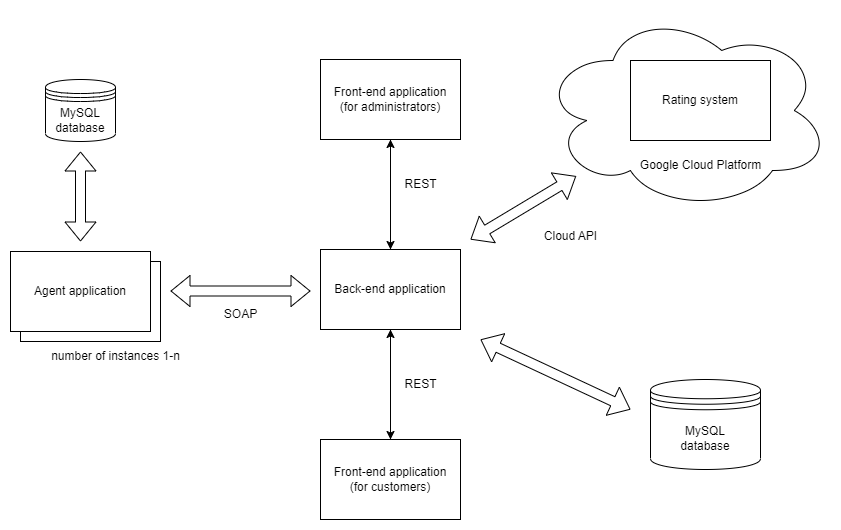 MySQL
database
Front-end application
(for administrators)
Rating system
Google Cloud Platform
REST
Cloud API
Agent application
SOAP
Back-end application
number of instances 1-n
REST
MySQL
database
Front-end application
(for customers)